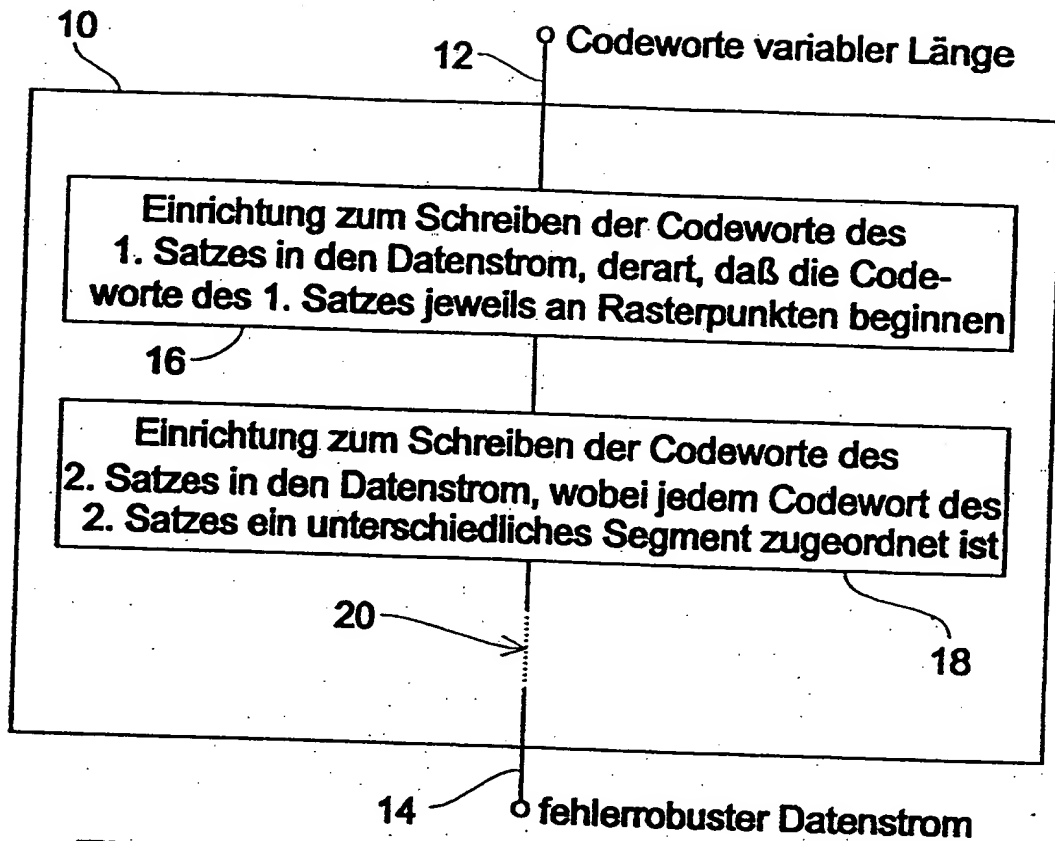 10
12
Codeworte variabler Länge
Einrichtung zum Schreiben der Codeworte des
1. Satzes in den Datenstrom, derart, daß die Code-
worte des 1. Satzes jeweils an Rasterpunkten beginnen
16
Einrichtung zum Schreiben der Codeworte des
2. Satzes in den Datenstrom, wobei jedem Codewort des
2. Satzes ein unterschiedliches Segment zugeordnet ist
20
18
14
fehlerrobuster Datenstrom